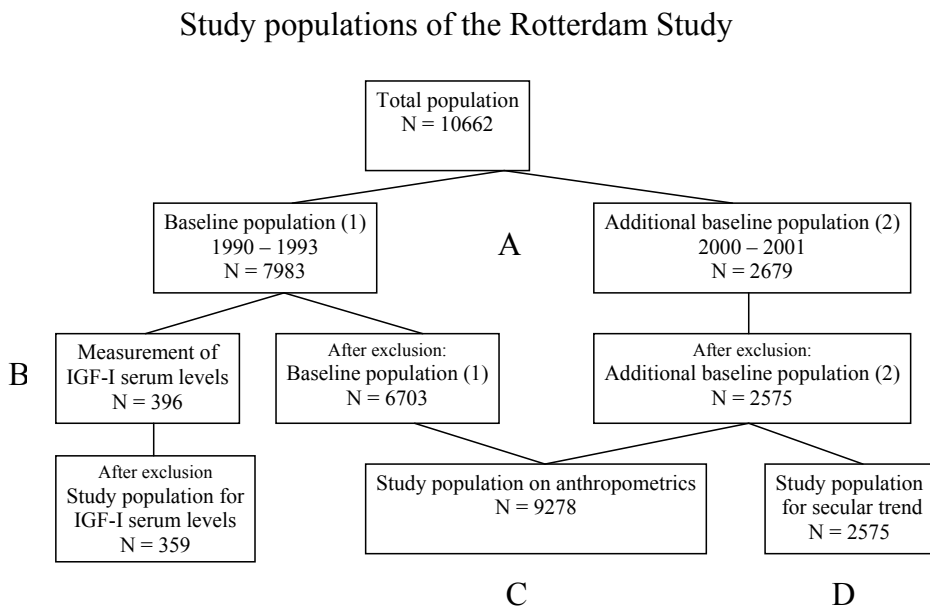 Study populations of the Rotterdam Study
Total population
N = 10662
Baseline population (1)
1990 – 1993
N = 7983
A
Additional baseline population (2)
2000 – 2001
N = 2679
B
Measurement of
IGF-I serum levels
N = 396
After exclusion:
Baseline population (1)
N = 6703
After exclusion:
Additional baseline population (2)
N = 2575
After exclusion
Study population for
IGF-I serum levels
N = 359
Study population on anthropometrics
N = 9278
Study population
for secular trend
N = 2575
C
D